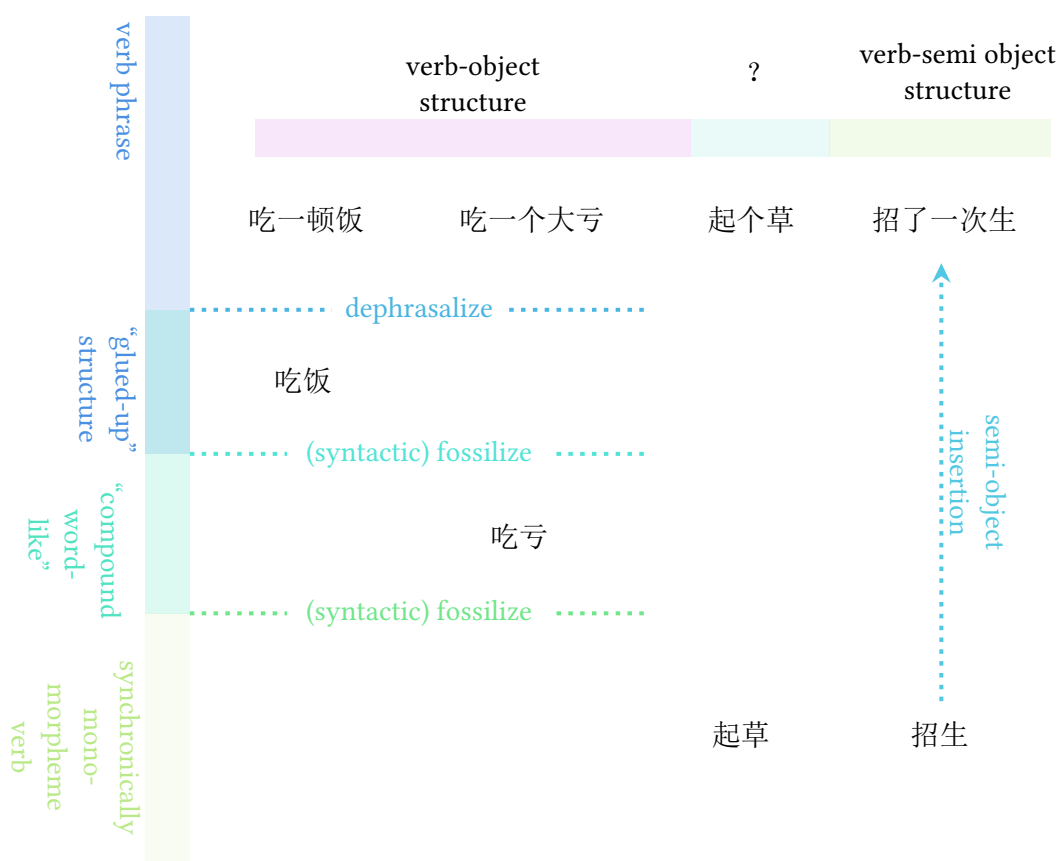 verb phrase
verb-object
structure
?
verb-semi object
structure
吃一顿饭
吃一个大亏
起个草
招了一次生
dephrasalize
“glued-up”
structure
吃饭
(syntactic) fossilize
semi-object
insertion
“compound
word-
like”
吃亏
(syntactic) fossilize
synchronically
mono-
morpheme
verb
起草
招生